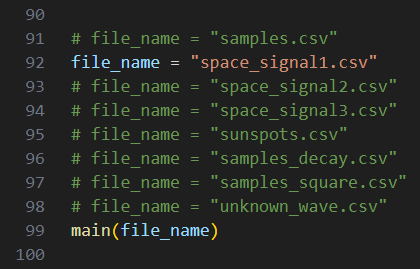 90
91 # file_name = "samples.csv"
92 file_name = "space_signal1.csv"
93 # file_name = "space_signal2.csv"
94 # file_name = "space_signal3.csv"
95 # file_name = "sunspots.csv"
96 # file_name = "samples_decay.csv"
97 # file_name = "samples_square.csv"
98 # file_name = "unknown_wave.csv"
99 main(file_name)
100